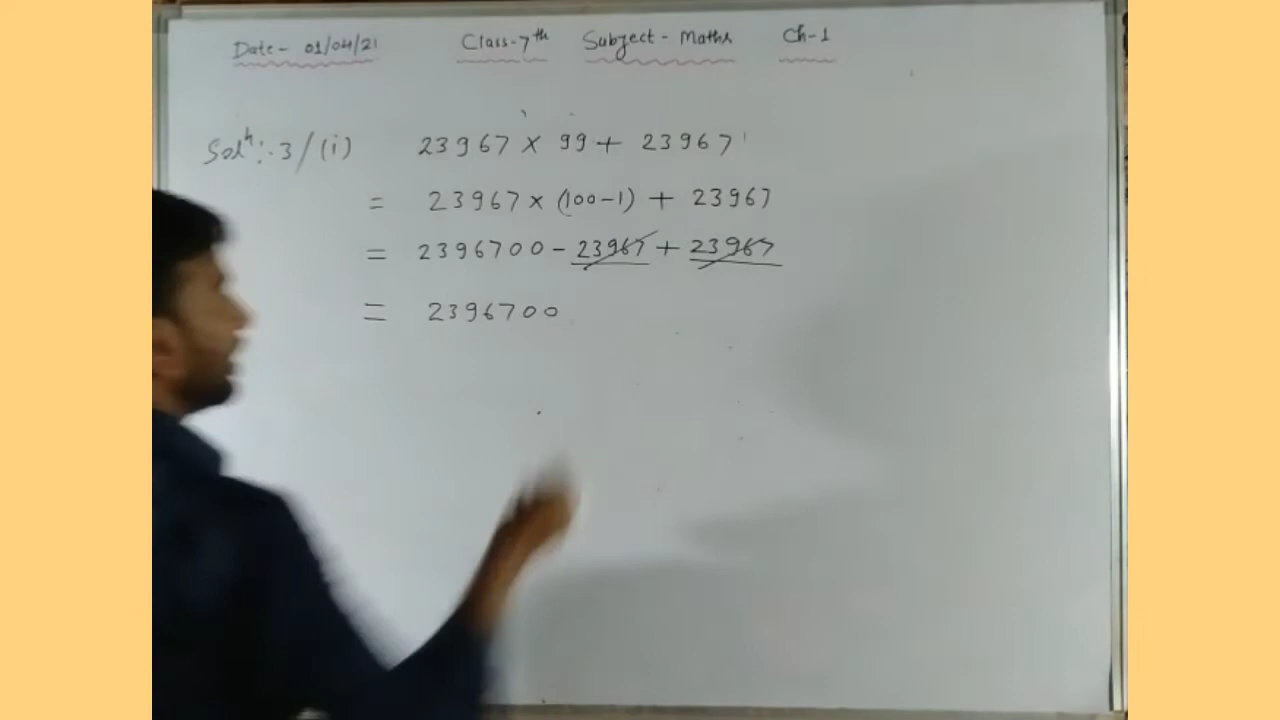 Date- 01/04/21 Class-7th Subject- Maths Ch-1
Solⁿ:- 3/(i) 23967 × 99 + 23967
= 23967 × (100-1) + 23967
= 2396700 - 23967 + 23967
= 2396700